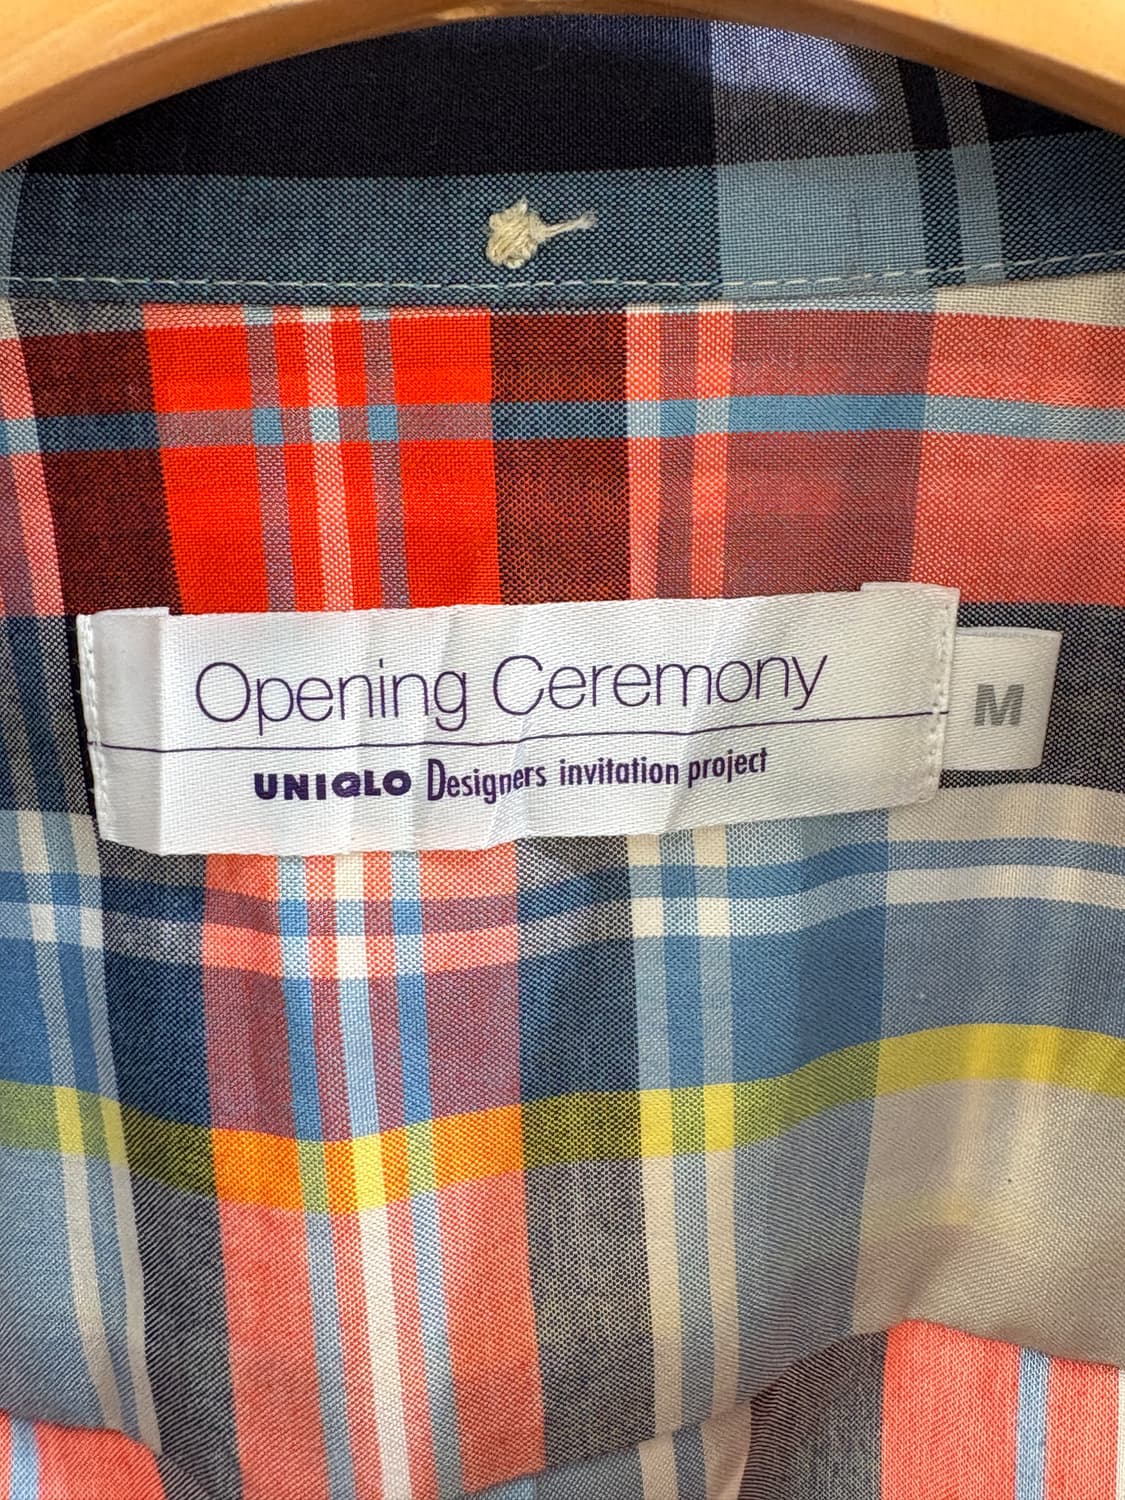 Opening Ceremony
M
UNIQLO Designers invitation project